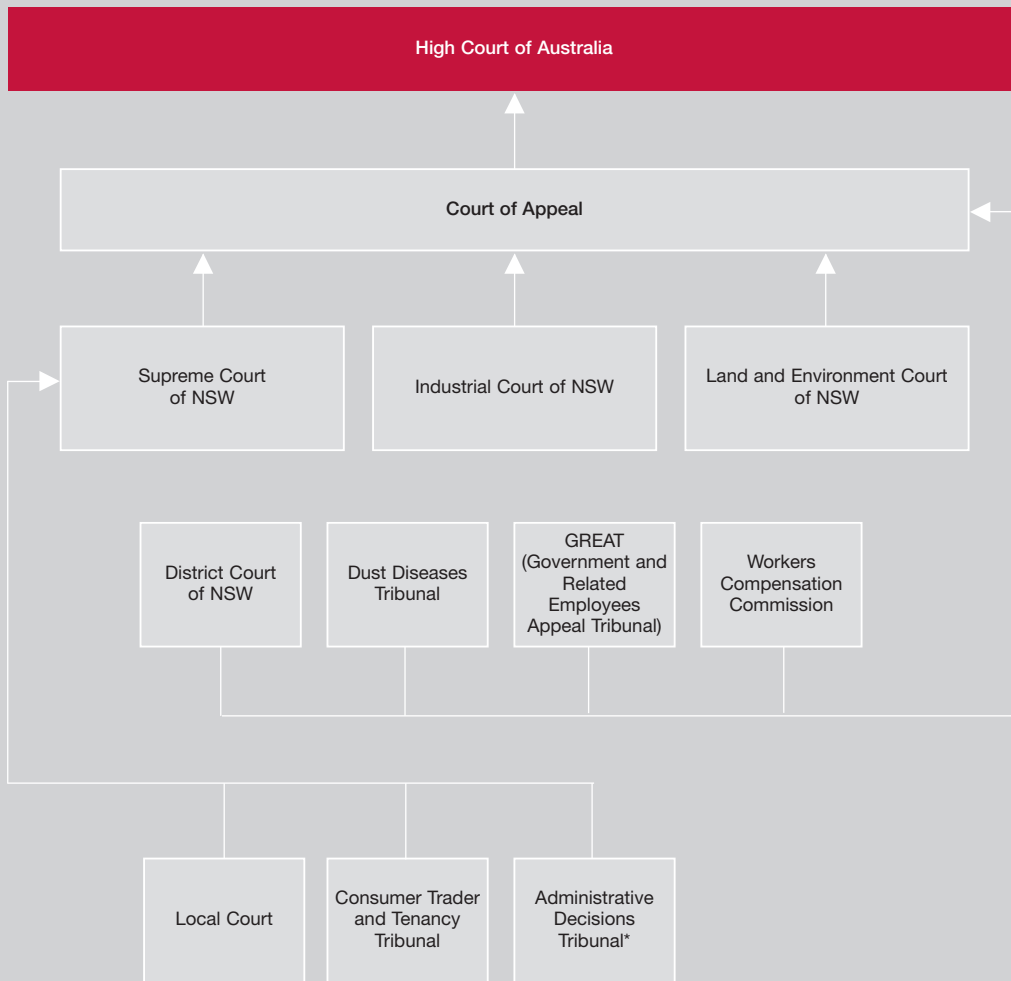 High Court of Australia
Court of Appeal
Supreme Court
of NSW
Industrial Court of NSW
Land and Environment Court
of NSW
District Court
of NSW
Dust Diseases
Tribunal
GREAT
(Government and
Related
Employees
Appeal Tribunal)
Workers
Compensation
Commission
Local Court
Consumer Trader
and Tenancy
Tribunal
Administrative
Decisions
Tribunal*